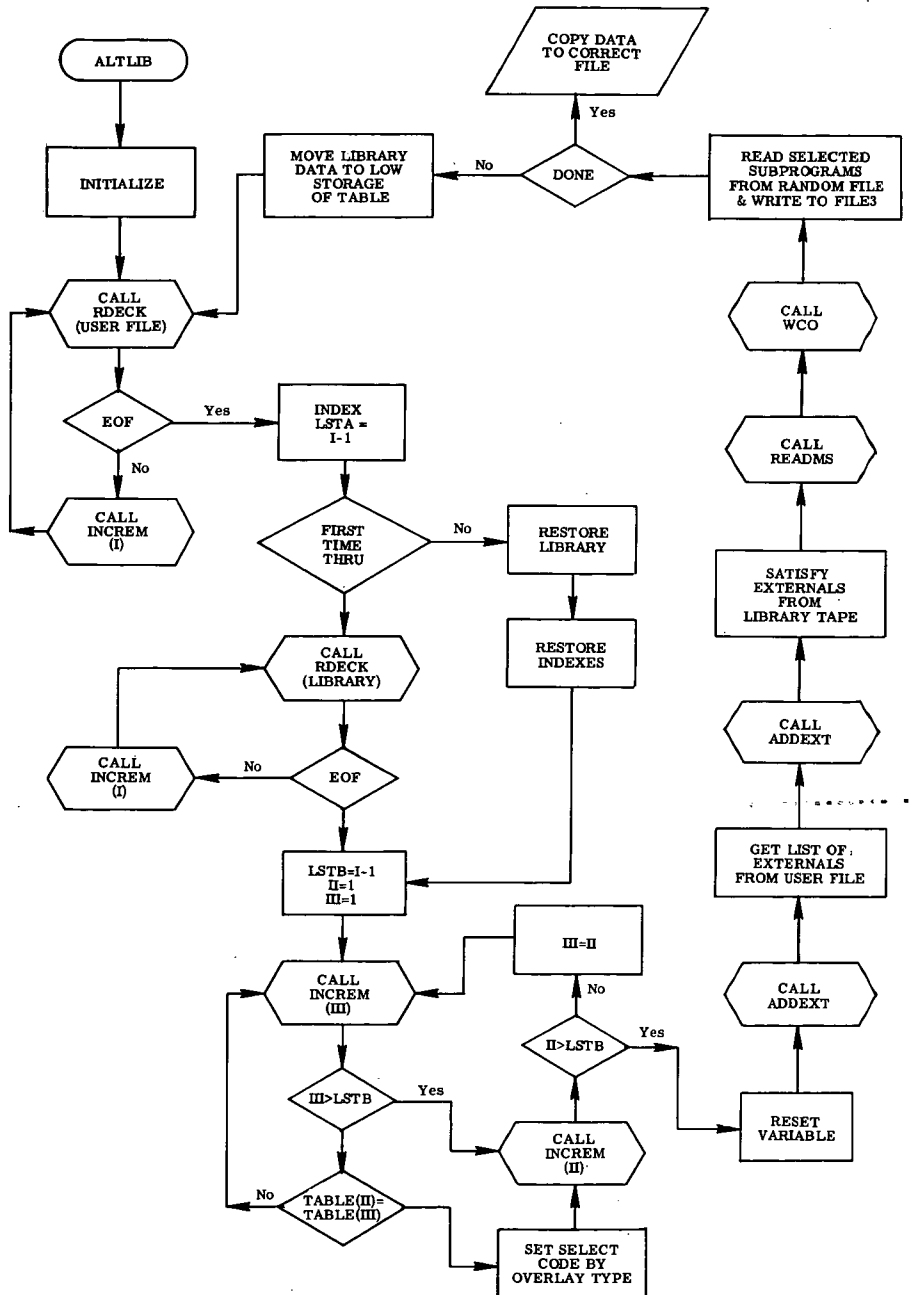 COPY DATA
TO CORRECT
FILE
ALTLIB
Yes
INITIALIZE
MOVE LIBRARY
DATA TO LOW
STORAGE
OF TABLE
No
DONE
READ SELECTED
SUBPROGRAMS
FROM RANDOM FILE
& WRITE TO FILE3
CALL
RDECK
(USER FILE)
CALL
WCO
EOF
Yes
INDEX
LSTA =
I-1
No
CALL
READMS
CALL
INCREM
(I)
FIRST
TIME
THRU
No
RESTORE
LIBRARY
SATISFY
EXTERNALS
FROM
LIBRARY TAPE
CALL
RDECK
(LIBRARY)
RESTORE
INDEXES
CALL
ADDEXT
CALL
INCREM
(I)
No
EOF
GET LIST OF
EXTERNALS
FROM USER FILE
LSTB=I-1
II=1
III=1
III=II
CALL
INCREM
(III)
No
CALL
ADDEXT
II>LSTB
Yes
III>LSTB
Yes
CALL
INCREM
(II)
RESET
VARIABLE
No
TABLE(II)=
TABLE(III)
SET SELECT
CODE BY
OVERLAY TYPE